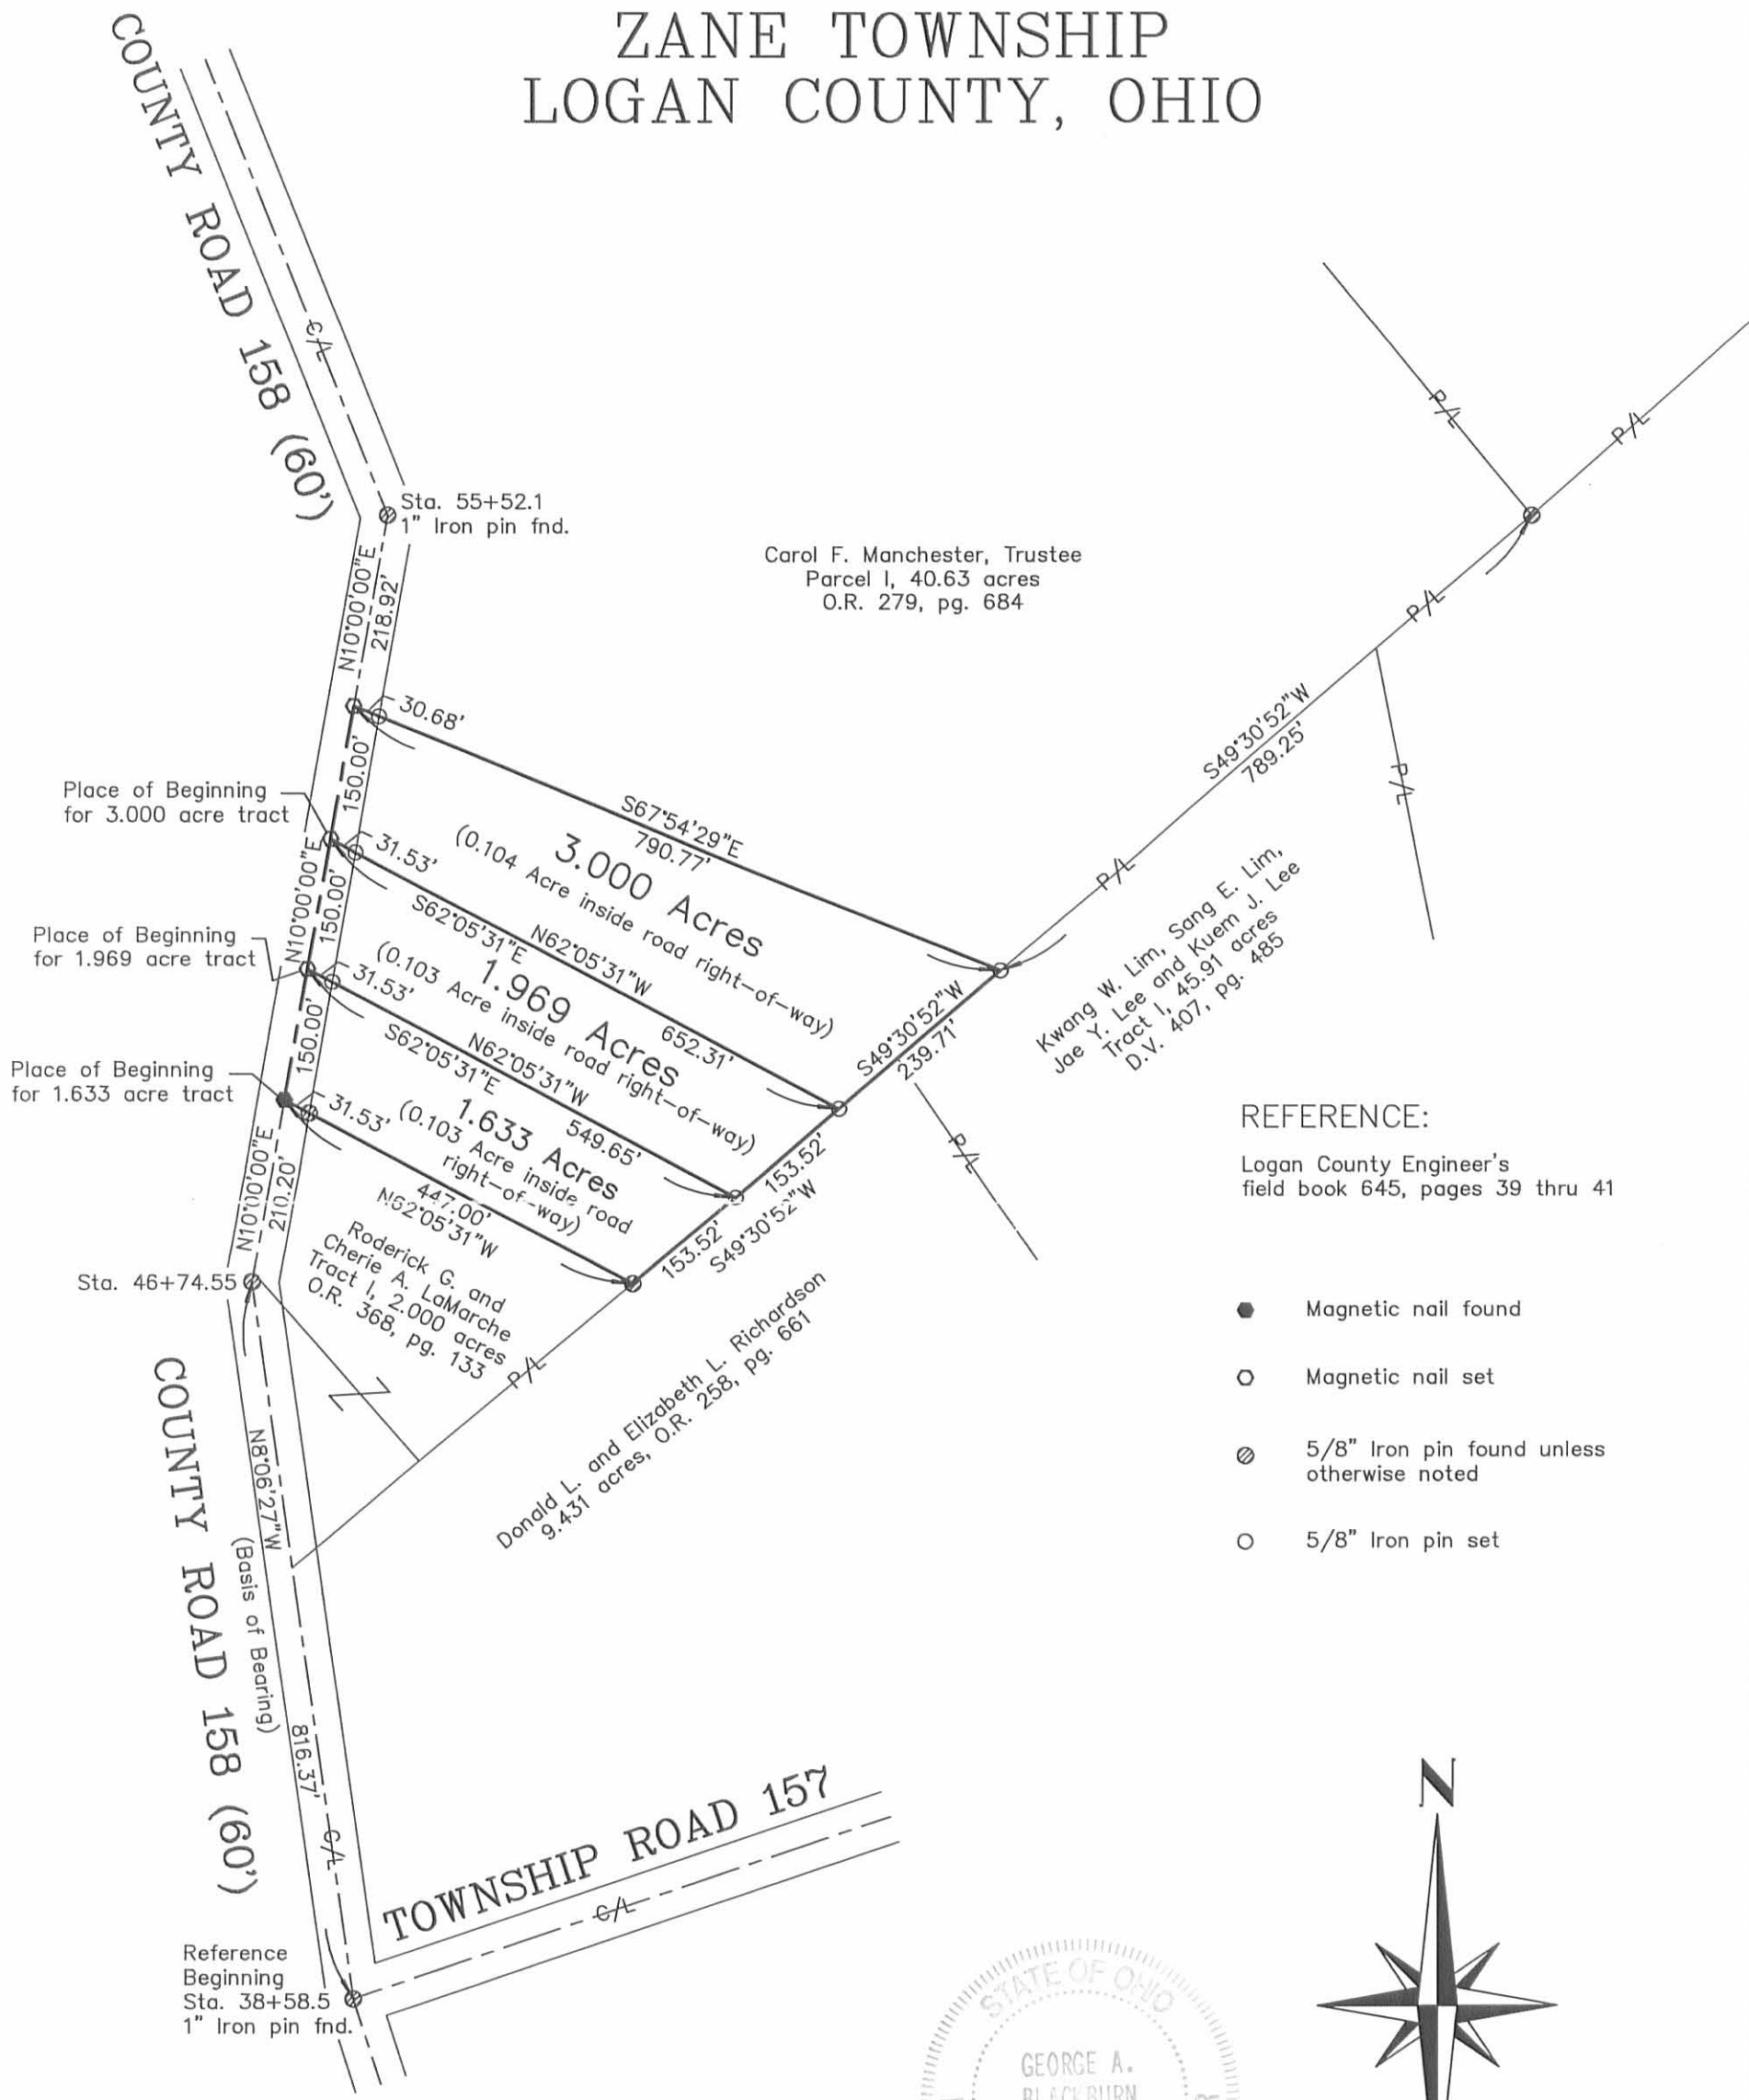 ZANE TOWNSHIP
LOGAN COUNTY, OHIO
COUNTY ROAD 158 (60')
C/L
Sta. 55+52.1
1" Iron pin fnd.
N10°00'00"E
218.92'
Carol F. Manchester, Trustee
Parcel I, 40.63 acres
O.R. 279, pg. 684
P/L
P/L
P/L
S49°30'52"W
789.25'
P/L
P/L
30.68'
150.00'
Place of Beginning
for 3.000 acre tract
S67°54'29"E
790.77'
3.000 Acres
(0.104 Acre inside road right-of-way)
31.53'
N10°00'00"E
150.00'
S62°05'31"E
N62°05'31"W
652.31'
Place of Beginning
for 1.969 acre tract
1.969 Acres
(0.103 Acre inside road right-of-way)
31.53'
150.00'
S62°05'31"E
N62°05'31"W
549.65'
S49°30'52"W
239.71'
Kwang W. Lim, Sang E. Lim,
Jae Y. Lee and Kuem J. Lee
Tract I, 45.91 acres
D.V. 407, pg. 485
Place of Beginning
for 1.633 acre tract
1.633 Acres
(0.103 Acre inside road
right-of-way)
31.53'
447.00'
N62°05'31"W
153.52'
153.52'
S49°30'52"W
P/L
N10°00'00"E
210.20'
Sta. 46+74.55
Roderick G. and
Cherie A. LaMarche
Tract I, 2.000 acres
O.R. 368, pg. 133
P/L
Donald L. and Elizabeth L. Richardson
9.431 acres, O.R. 258, pg. 661
REFERENCE:
Logan County Engineer's
field book 645, pages 39 thru 41
Magnetic nail found
Magnetic nail set
5/8" Iron pin found unless
otherwise noted
5/8" Iron pin set
COUNTY ROAD 158 (60')
N8°06'27"W
(Basis of Bearing)
816.37'
C/L
TOWNSHIP ROAD 157
C/L
Reference
Beginning
Sta. 38+58.5
1" Iron pin fnd.
N
STATE OF OHIO
GEORGE A.
BLACKBURN